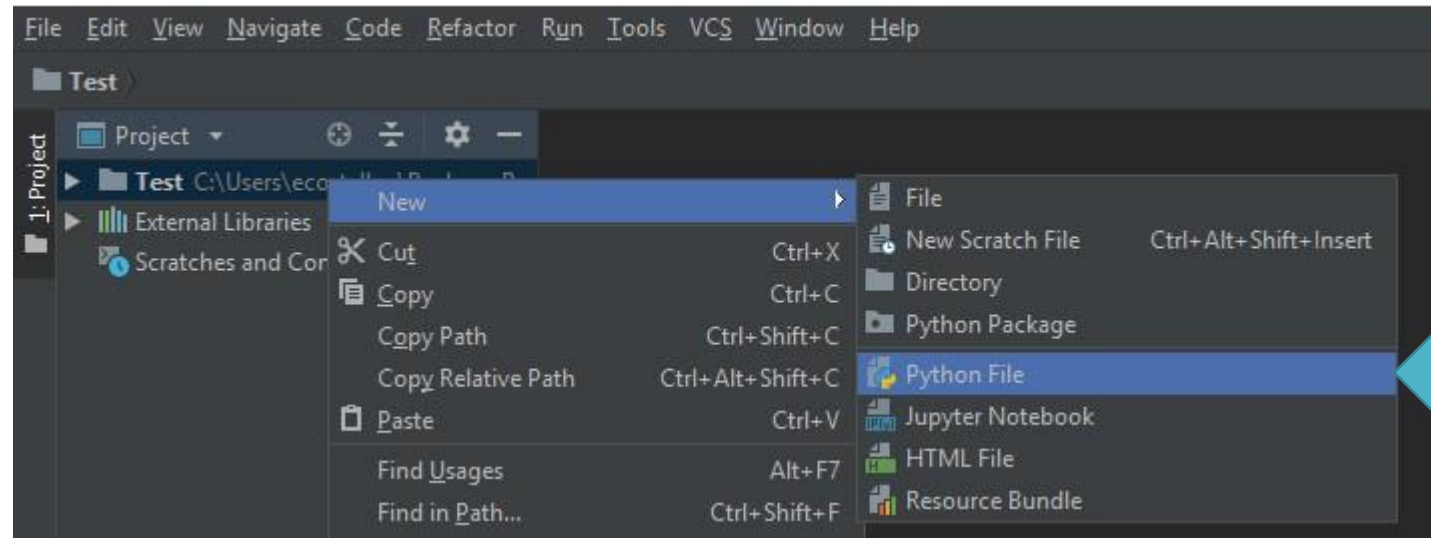 File Edit View Navigate Code Refactor Run Tools VCS Window Help
Test
1: Project
Project
Test C:\Users\eco
External Libraries
Scratches and Cor
New
Cut Ctrl+X
Copy Ctrl+C
Copy Path Ctrl+Shift+C
Copy Relative Path Ctrl+Alt+Shift+C
Paste Ctrl+V
Find Usages Alt+F7
Find in Path... Ctrl+Shift+F
File
New Scratch File Ctrl+Alt+Shift+Insert
Directory
Python Package
Python File
Jupyter Notebook
HTML File
Resource Bundle